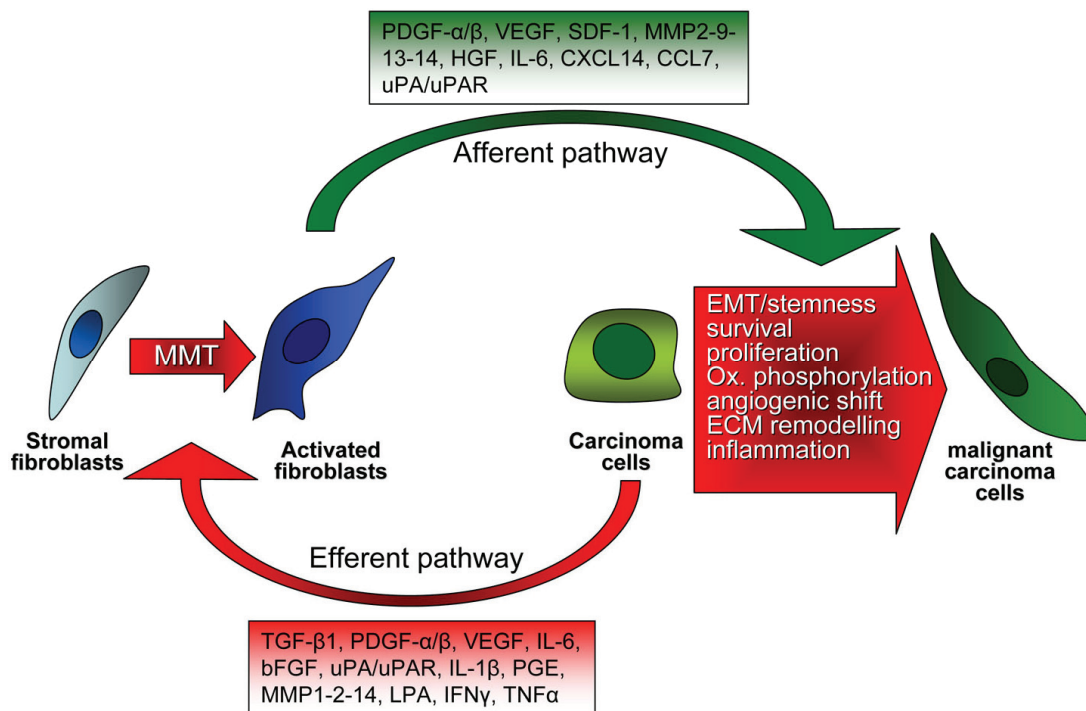 PDGF-α/β, VEGF, SDF-1, MMP2-9-
13-14, HGF, IL-6, CXCL14, CCL7,
uPA/uPAR
Afferent pathway
MMT
Stromal
fibroblasts
Activated
fibroblasts
Carcinoma
cells
EMT/stemness
survival
proliferation
Ox. phosphorylation
angiogenic shift
ECM remodelling
inflammation
malignant
carcinoma
cells
Efferent pathway
TGF-β1, PDGF-α/β, VEGF, IL-6,
bFGF, uPA/uPAR, IL-1β, PGE,
MMP1-2-14, LPA, IFNγ, TNFα